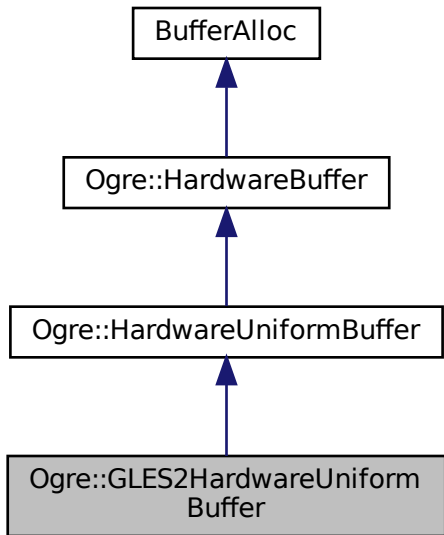 BufferAlloc
Ogre::HardwareBuffer
Ogre::HardwareUniformBuffer
Ogre::GLES2HardwareUniform
Buffer